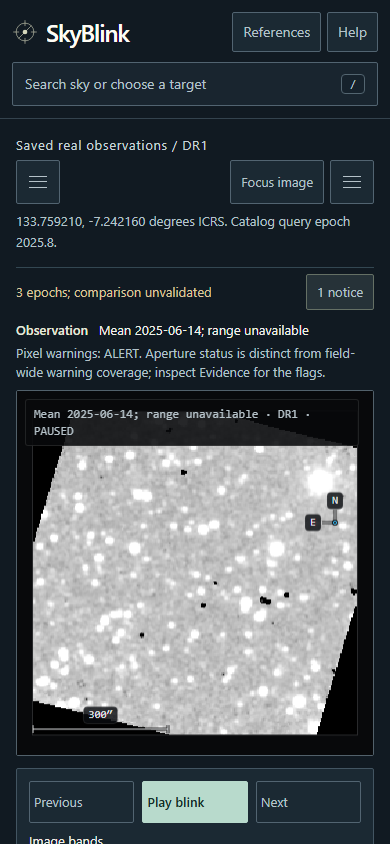 SkyBlink
References
Help
Search sky or choose a target
/
Saved real observations / DR1
Focus image
133.759210, -7.242160 degrees ICRS. Catalog query epoch
2025.8.
3 epochs; comparison unvalidated
1 notice
Observation Mean 2025-06-14; range unavailable
Pixel warnings: ALERT. Aperture status is distinct from field-
wide warning coverage; inspect Evidence for the flags.
Mean 2025-06-14; range unavailable · DR1 ·
PAUSED
N
E
300″
Previous
Play blink
Next
Image bands